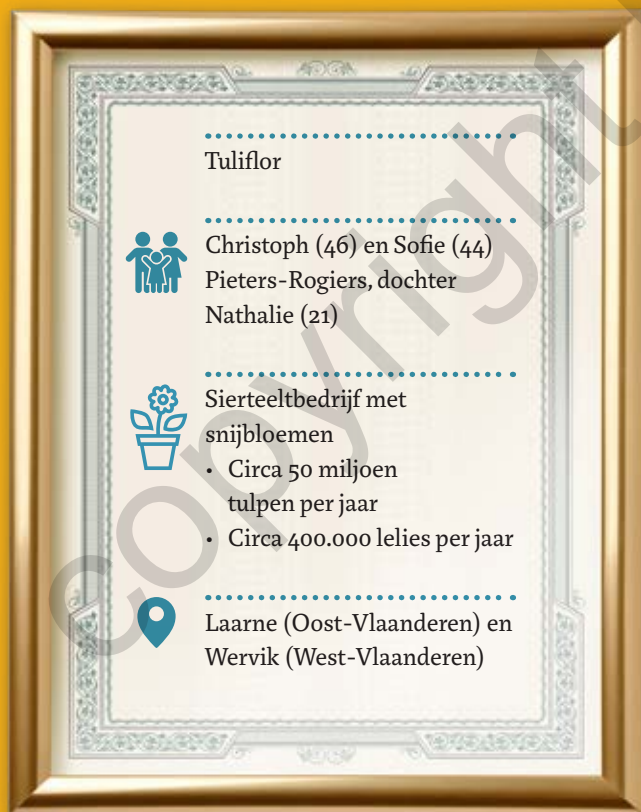 Tuliflor
Christoph (46) en Sofie (44)
Pieters-Rogiers, dochter
Nathalie (21)
Sierteeltbedrijf met
snijbloemen
• Circa 50 miljoen
tulpen per jaar
• Circa 400.000 lelies per jaar
Laarne (Oost-Vlaanderen) en
Wervik (West-Vlaanderen)
copyright